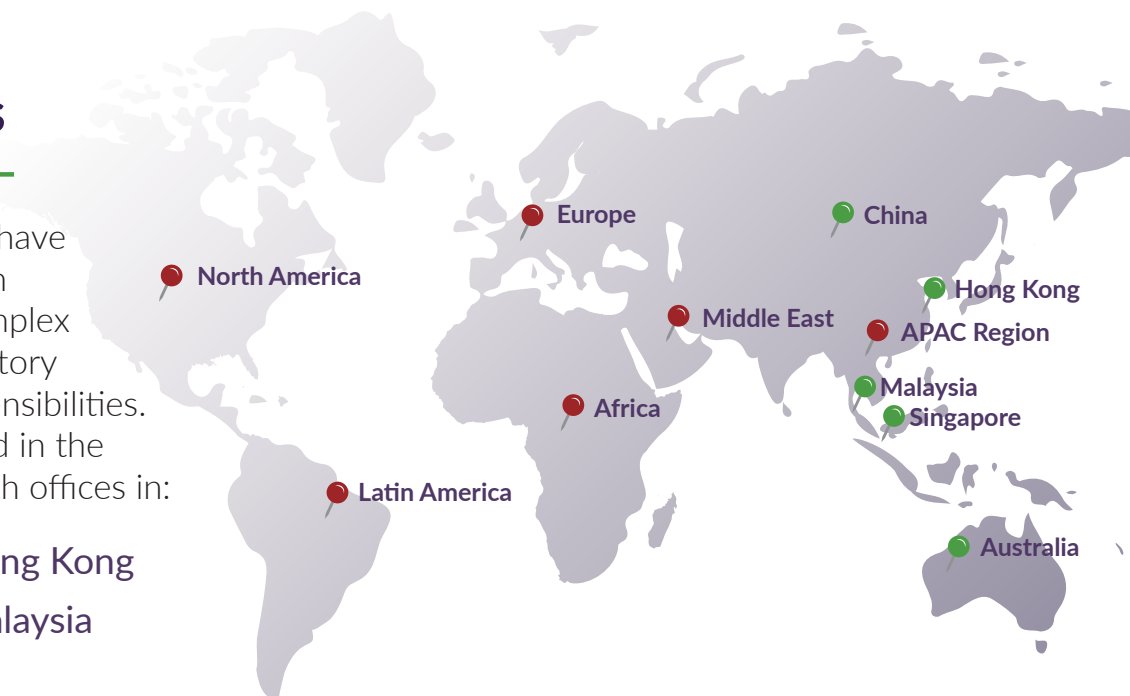 s
have
n
nplex
tory
ensibilities.
d in the
h offices in:
ng Kong
alaysia
Europe
China
North America
Hong Kong
Middle East
APAC Region
Malaysia
Africa
Singapore
Latin America
Australia